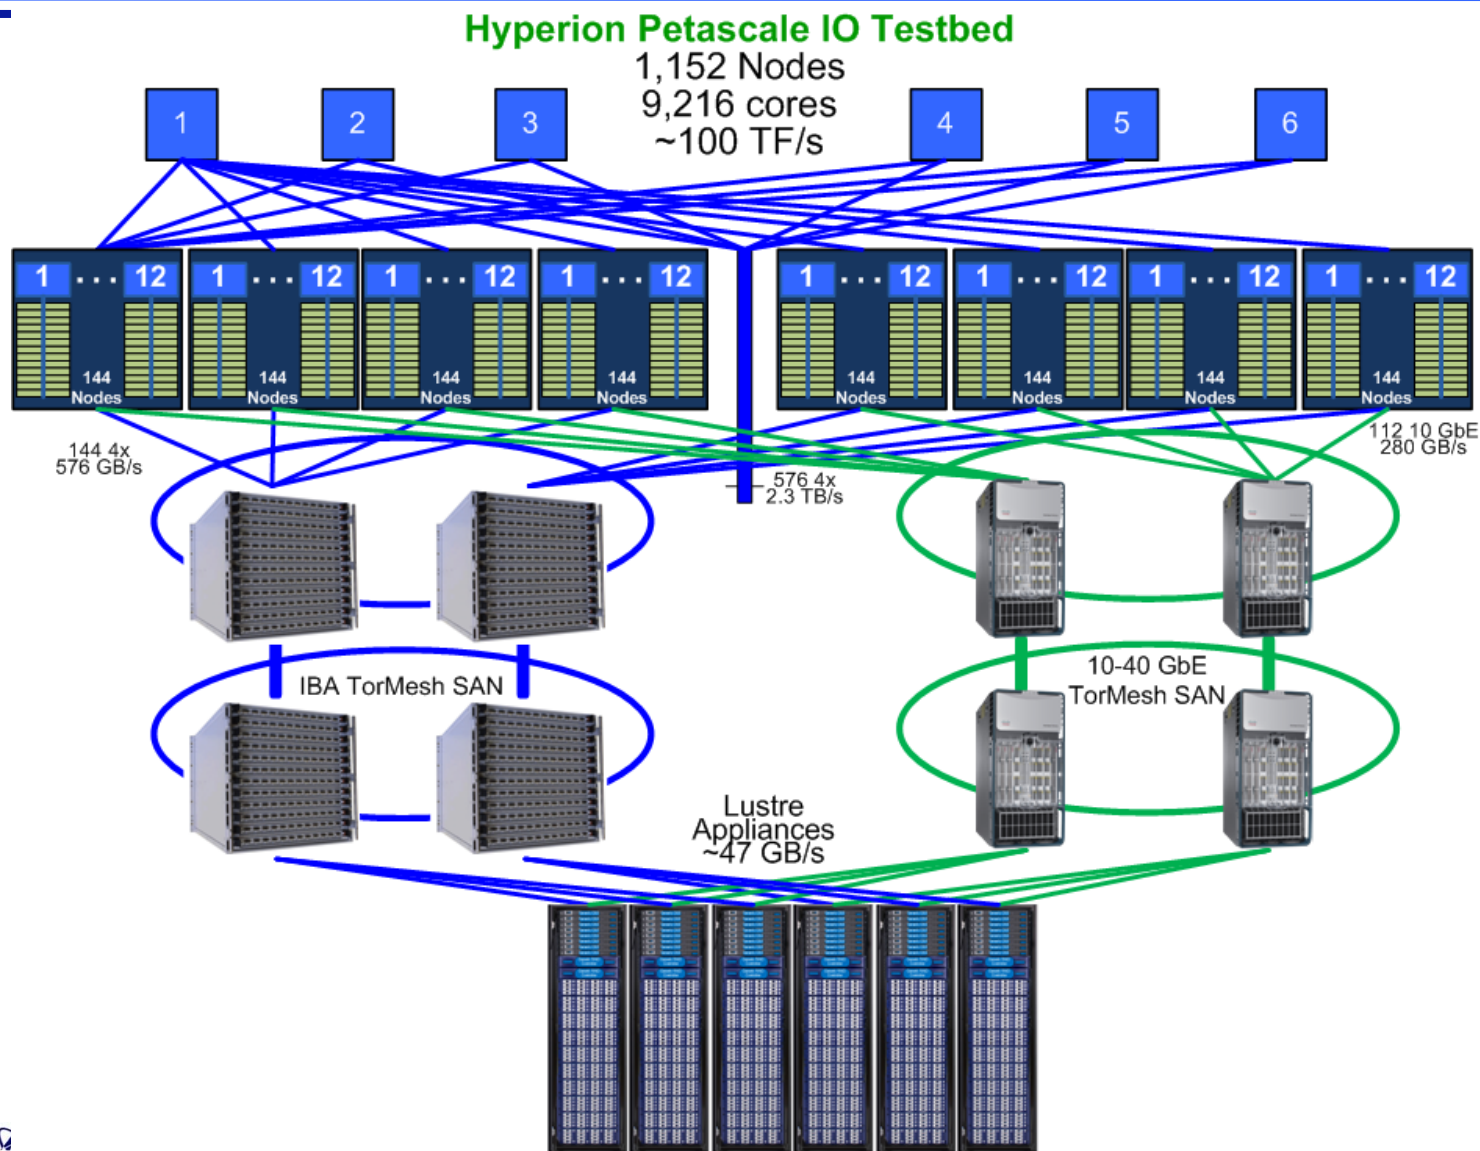 Hyperion Petascale IO Testbed
1,152 Nodes
9,216 cores
~100 TF/s
1
2
3
4
5
6
1 ... 12
144
Nodes
1 ... 12
144
Nodes
1 ... 12
144
Nodes
1 ... 12
144
Nodes
1 ... 12
144
Nodes
1 ... 12
144
Nodes
1 ... 12
144
Nodes
1 ... 12
144
Nodes
144 4x
576 GB/s
576 4x
2.3 TB/s
112 10 GbE
280 GB/s
IBA TorMesh SAN
10-40 GbE
TorMesh SAN
Lustre
Appliances
~47 GB/s